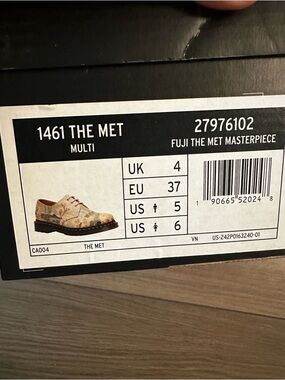 1461 THE MET
MULTI
27976102
FUJI THE MET MASTERPIECE
UK 4
EU 37
US 5
US 6
1 90665 52024 8
CA004
THE MET
VN
US-242P0163240-01